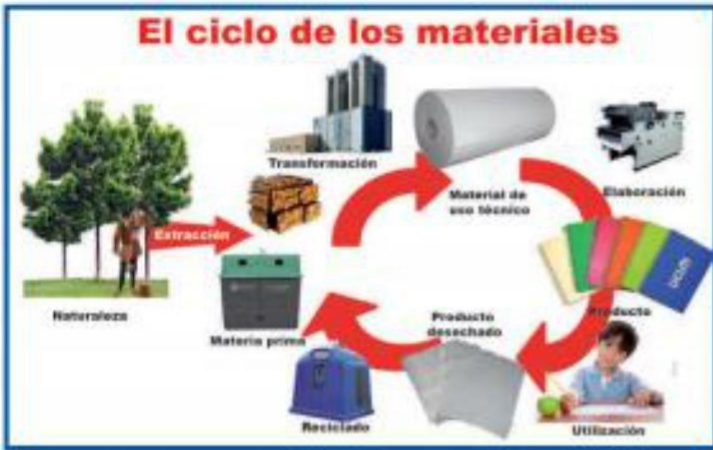 El ciclo de los materiales
Transformación
Material de
uso técnico
Elaboración
Extracción
Naturaleza
Materia prima
Producto
Producto
desechado
Reciclado
Utilización